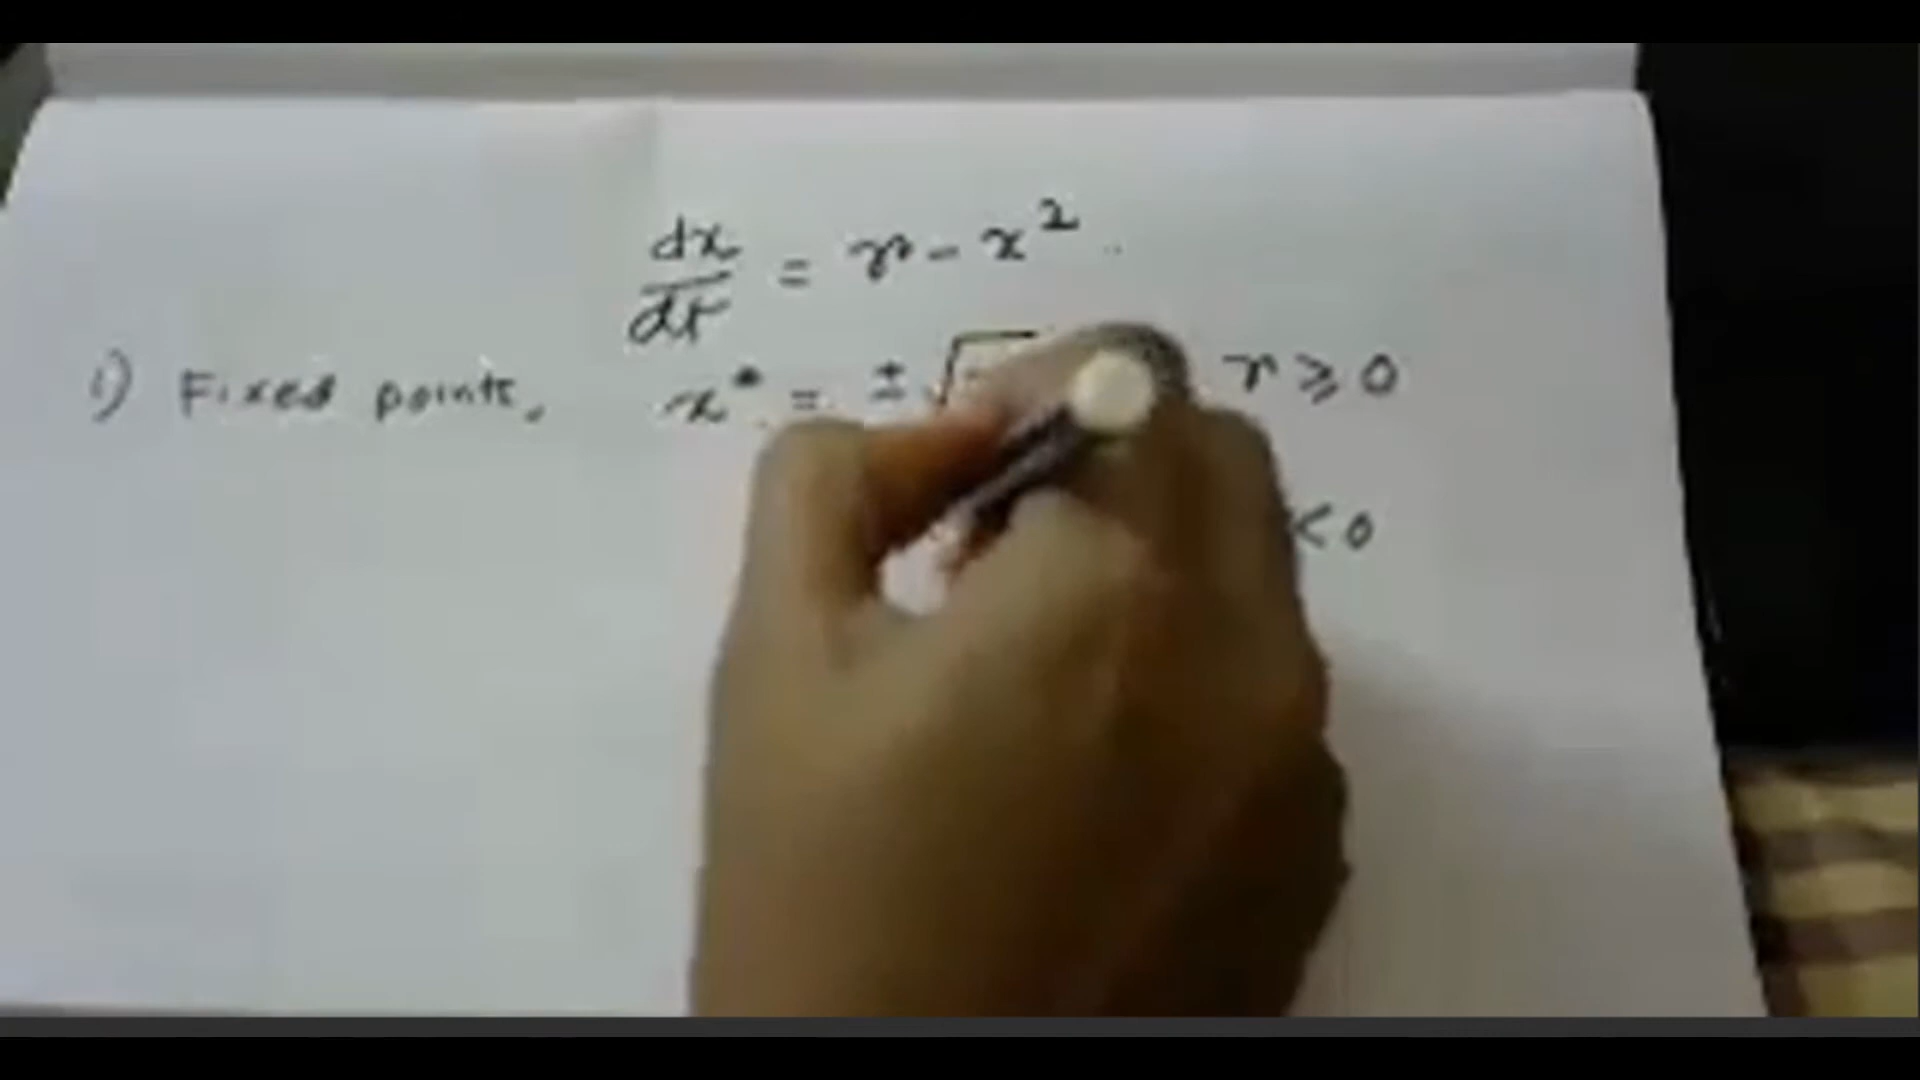 dx/dt = r - x²
1) Fixed points, x* = ±√ r ≥ 0
< 0